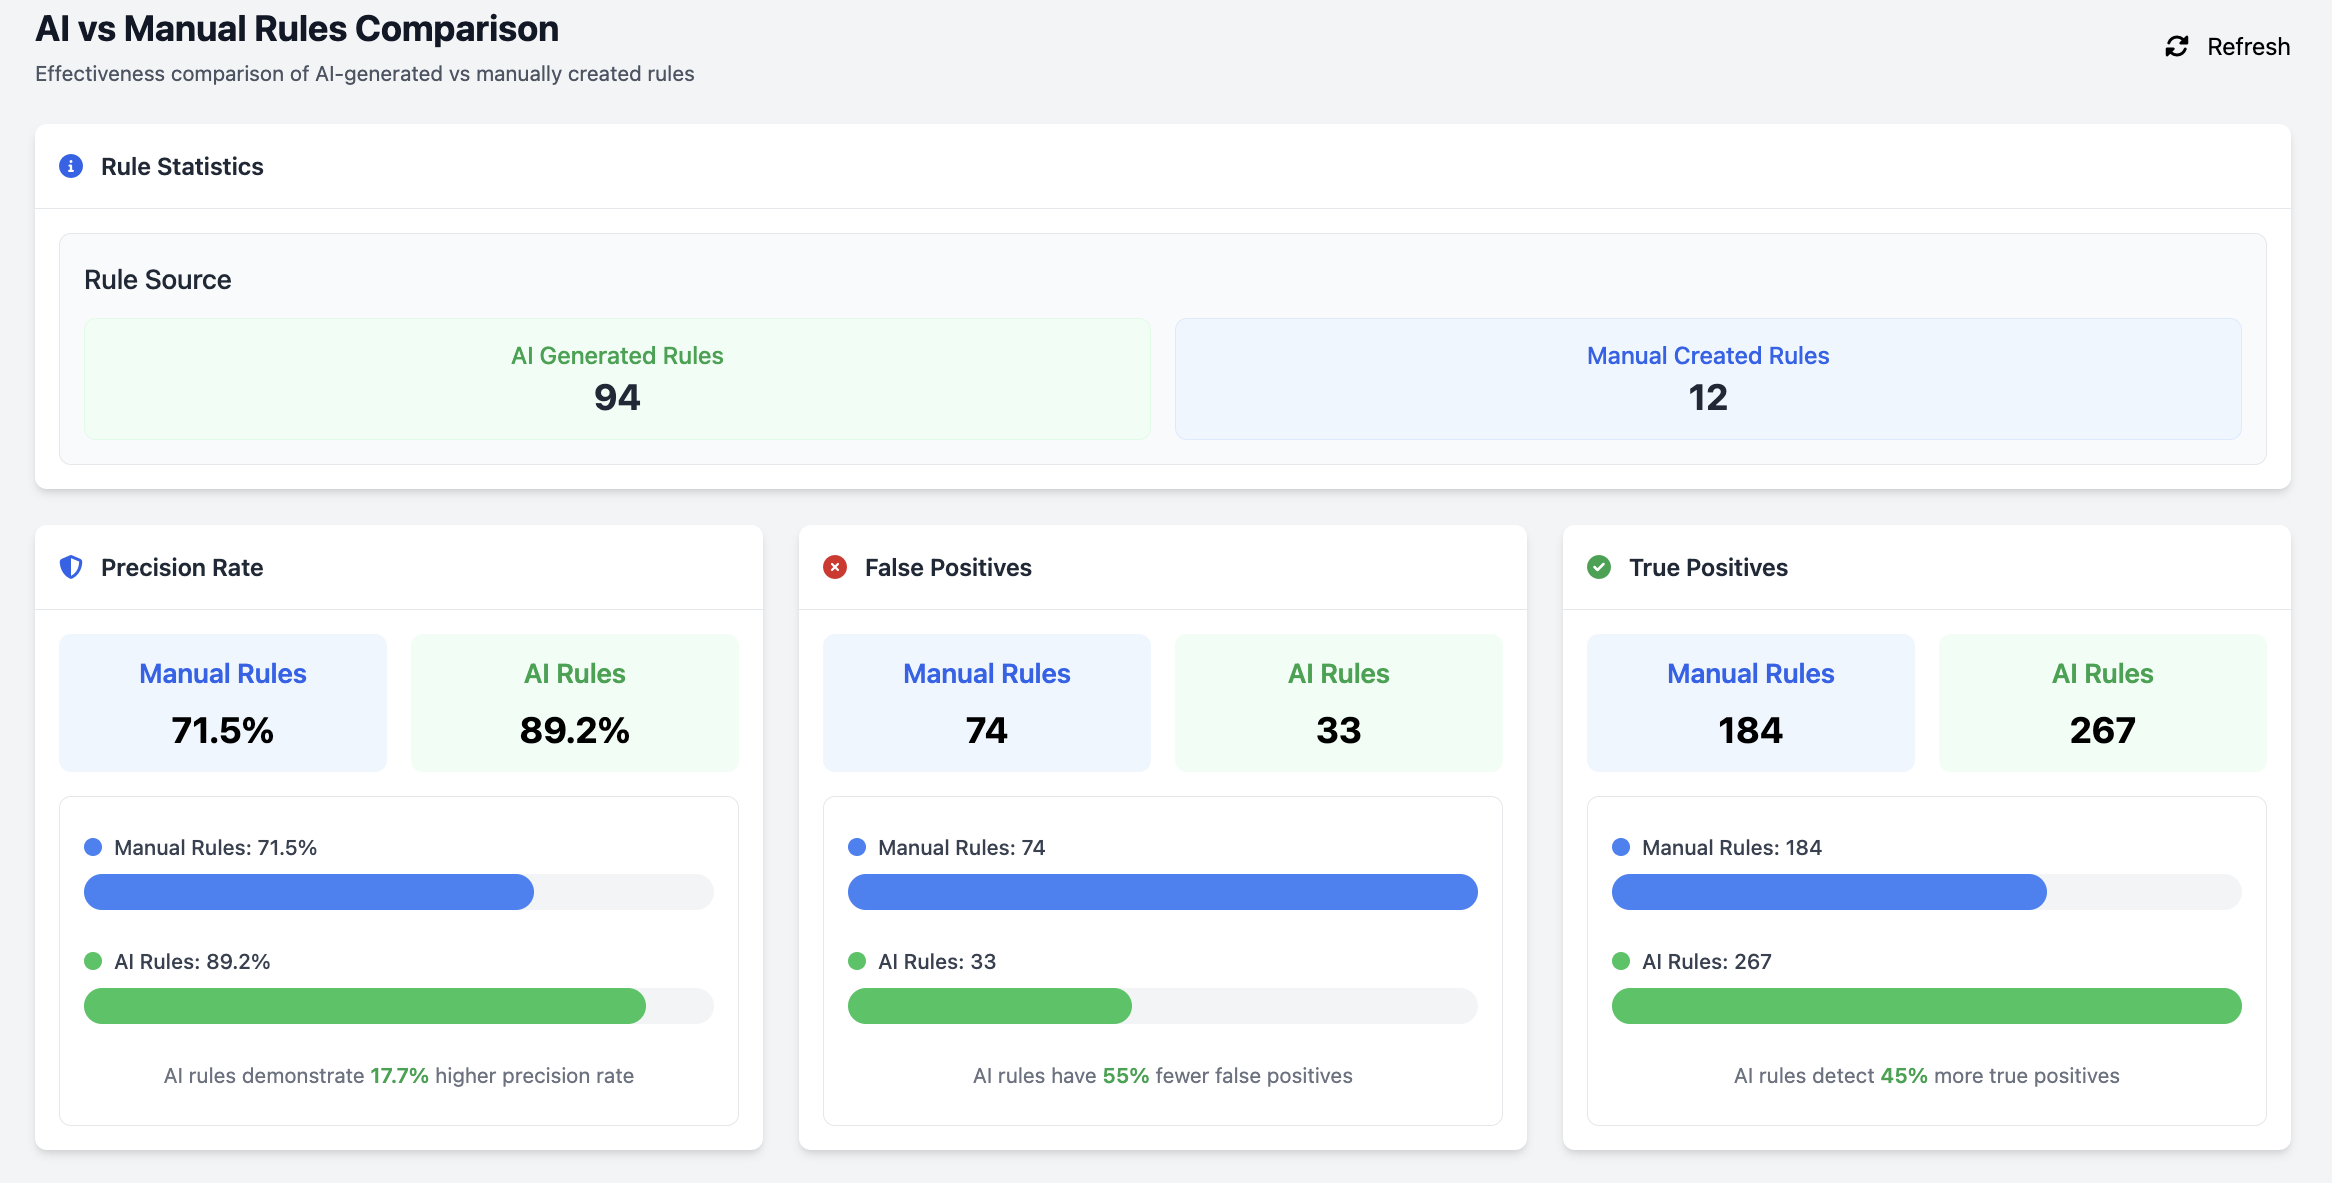 AI vs Manual Rules Comparison
Effectiveness comparison of AI-generated vs manually created rules
Refresh
Rule Statistics
Rule Source
AI Generated Rules
94
Manual Created Rules
12
Precision Rate
Manual Rules
71.5%
AI Rules
89.2%
Manual Rules: 71.5%
AI Rules: 89.2%
AI rules demonstrate 17.7% higher precision rate
False Positives
Manual Rules
74
AI Rules
33
Manual Rules: 74
AI Rules: 33
AI rules have 55% fewer false positives
True Positives
Manual Rules
184
AI Rules
267
Manual Rules: 184
AI Rules: 267
AI rules detect 45% more true positives